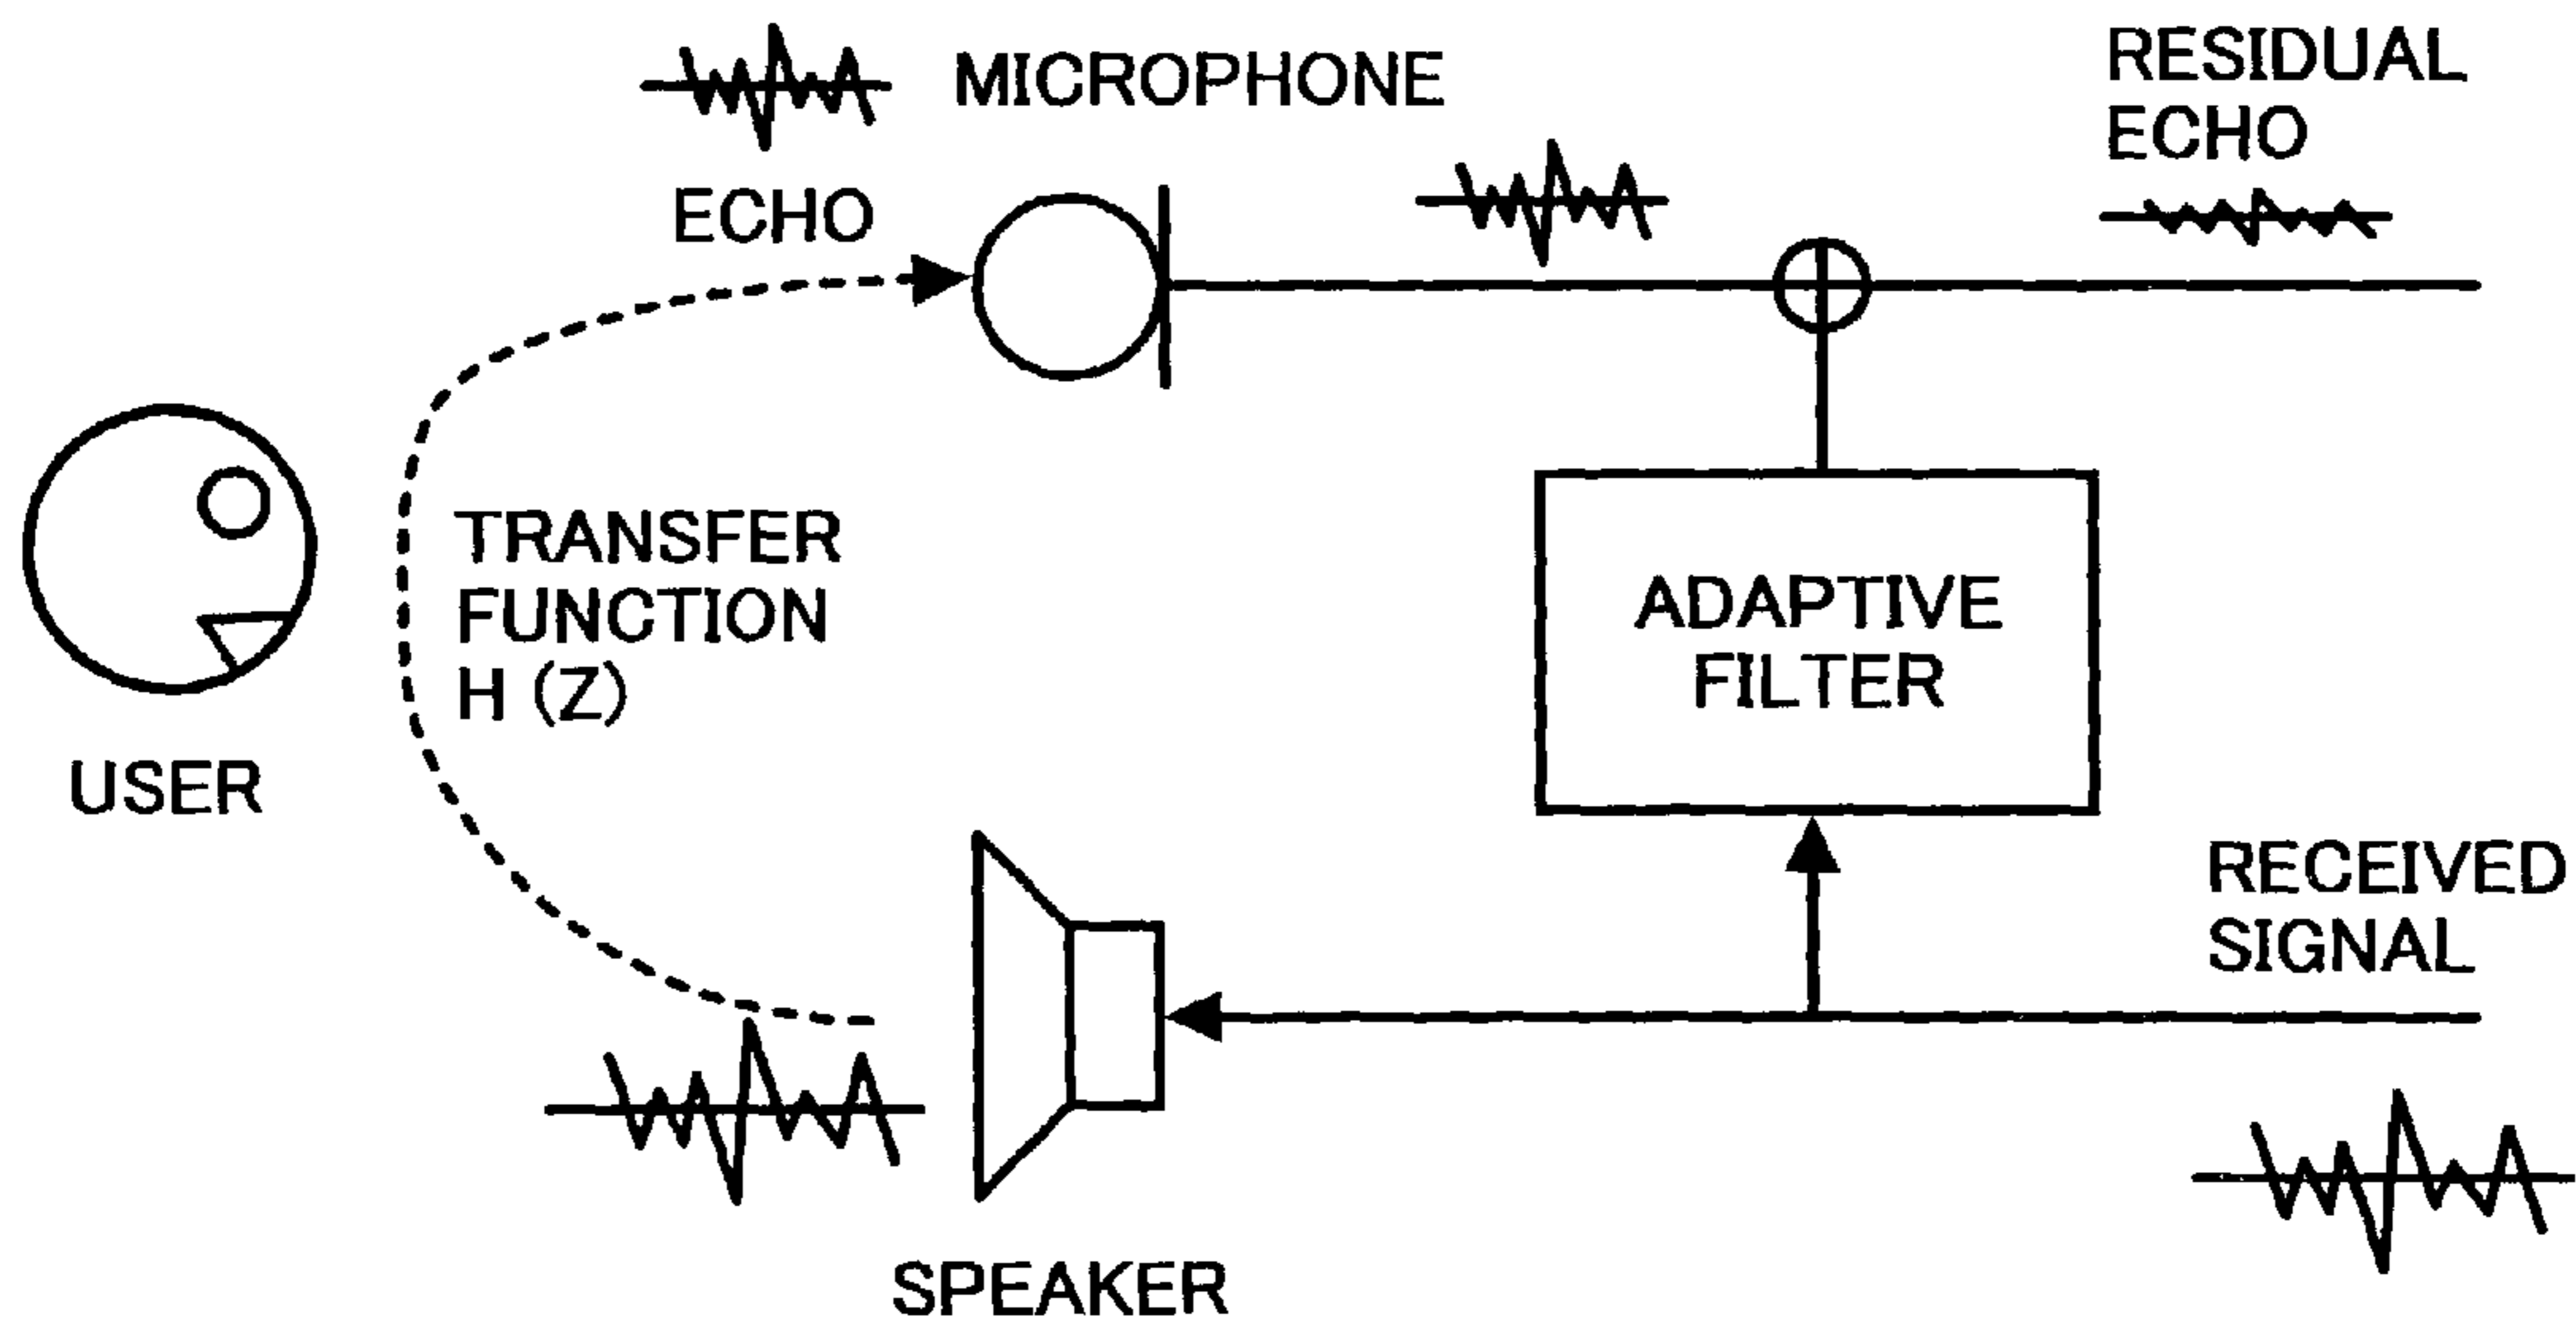 MICROPHONE
RESIDUAL
ECHO
ECHO
TRANSFER
FUNCTION
H (Z)
ADAPTIVE
FILTER
USER
RECEIVED
SIGNAL
SPEAKER